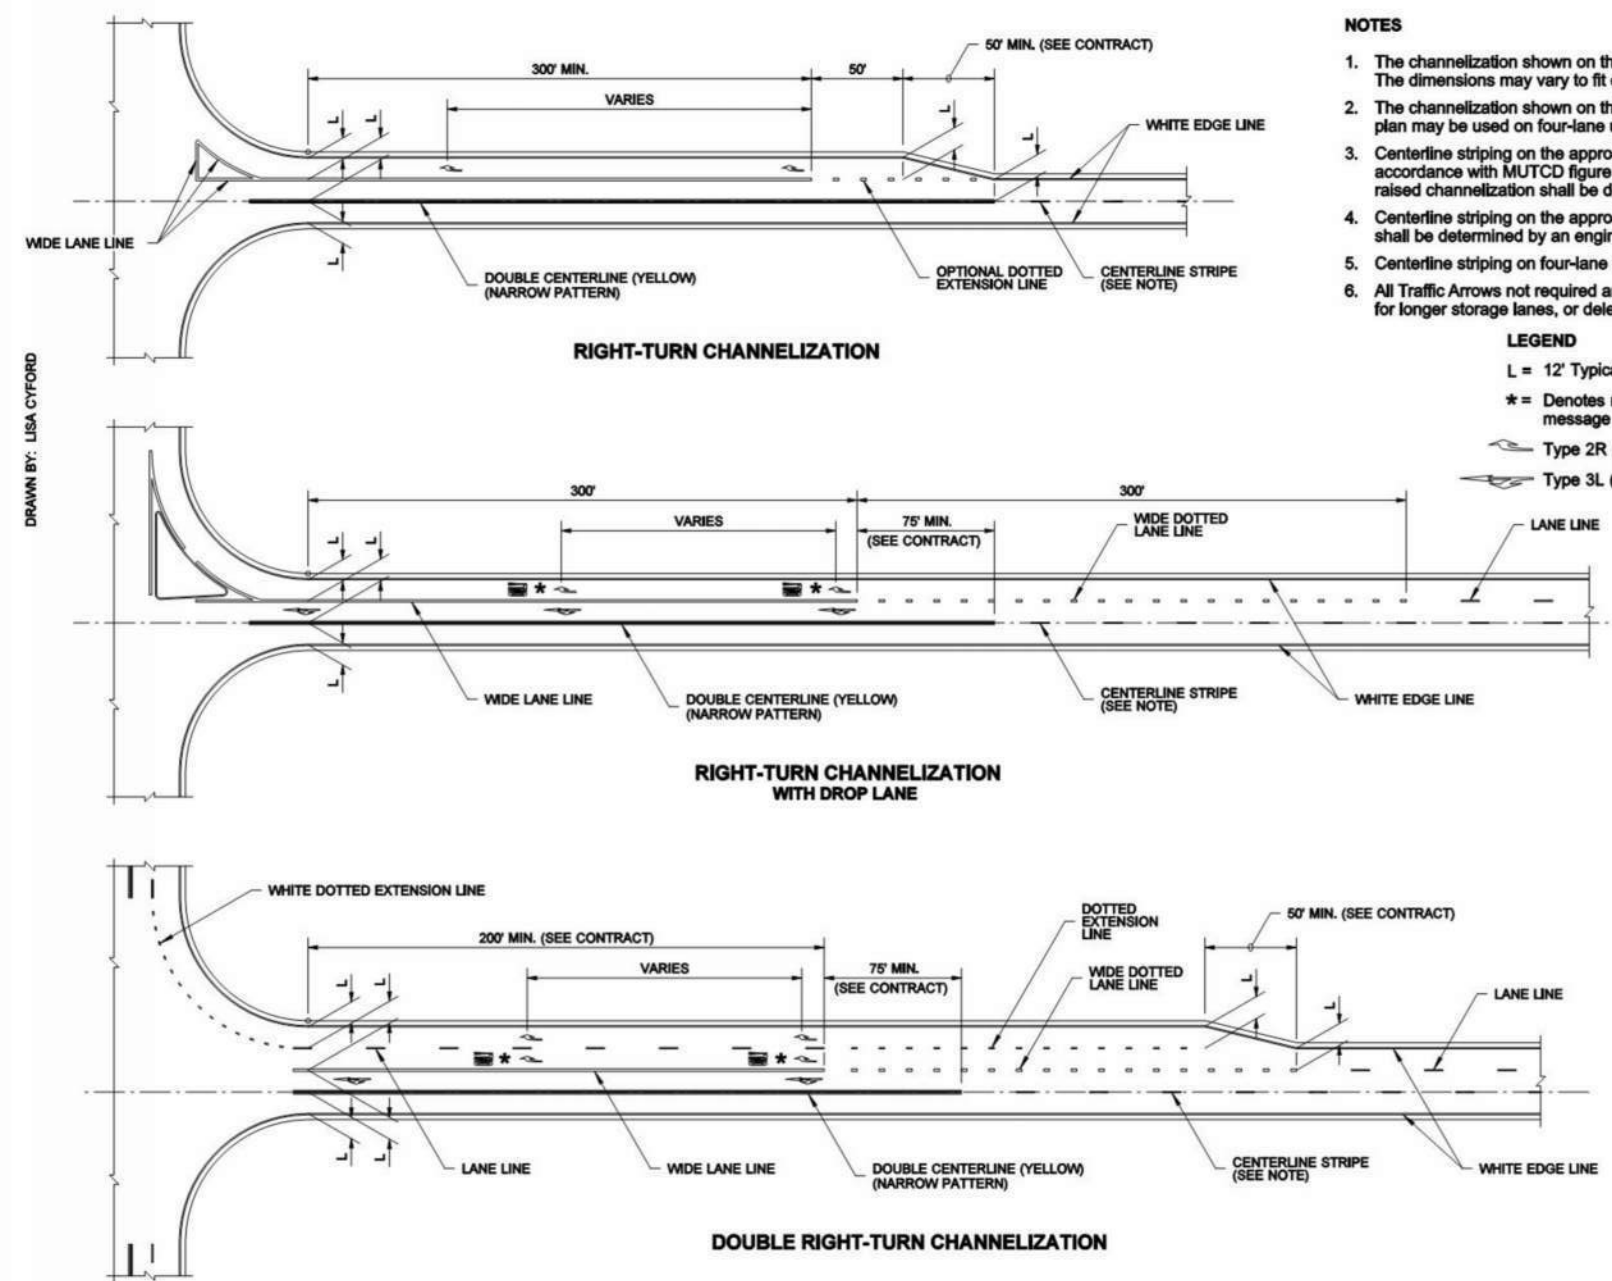 50' MIN. (SEE CONTRACT)
300' MIN.
50'
VARIES
L
L
L
L
WHITE EDGE LINE
WIDE LANE LINE
L
DOUBLE CENTERLINE (YELLOW)
(NARROW PATTERN)
OPTIONAL DOTTED
EXTENSION LINE
CENTERLINE STRIPE
(SEE NOTE)
RIGHT-TURN CHANNELIZATION
NOTES
1. The channelization shown on th
The dimensions may vary to fit
2. The channelization shown on th
plan may be used on four-lane
3. Centerline striping on the appro
accordance with MUTCD figure
raised channelization shall be d
4. Centerline striping on the appro
shall be determined by an engin
5. Centerline striping on four-lane
6. All Traffic Arrows not required a
for longer storage lanes, or dele
LEGEND
L = 12' Typica
* = Denotes
message
Type 2R
Type 3L (
DRAWN BY: LISA CYFORD
300'
300'
VARIES
75' MIN.
(SEE CONTRACT)
WIDE DOTTED
LANE LINE
LANE LINE
L
L
*
*
L
WIDE LANE LINE
DOUBLE CENTERLINE (YELLOW)
(NARROW PATTERN)
CENTERLINE STRIPE
(SEE NOTE)
WHITE EDGE LINE
RIGHT-TURN CHANNELIZATION
WITH DROP LANE
WHITE DOTTED EXTENSION LINE
200' MIN. (SEE CONTRACT)
VARIES
75' MIN.
(SEE CONTRACT)
DOTTED
EXTENSION
LINE
WIDE DOTTED
LANE LINE
50' MIN. (SEE CONTRACT)
LANE LINE
L
L
L
L
*
*
L
L
LANE LINE
WIDE LANE LINE
DOUBLE CENTERLINE (YELLOW)
(NARROW PATTERN)
CENTERLINE STRIPE
(SEE NOTE)
WHITE EDGE LINE
DOUBLE RIGHT-TURN CHANNELIZATION